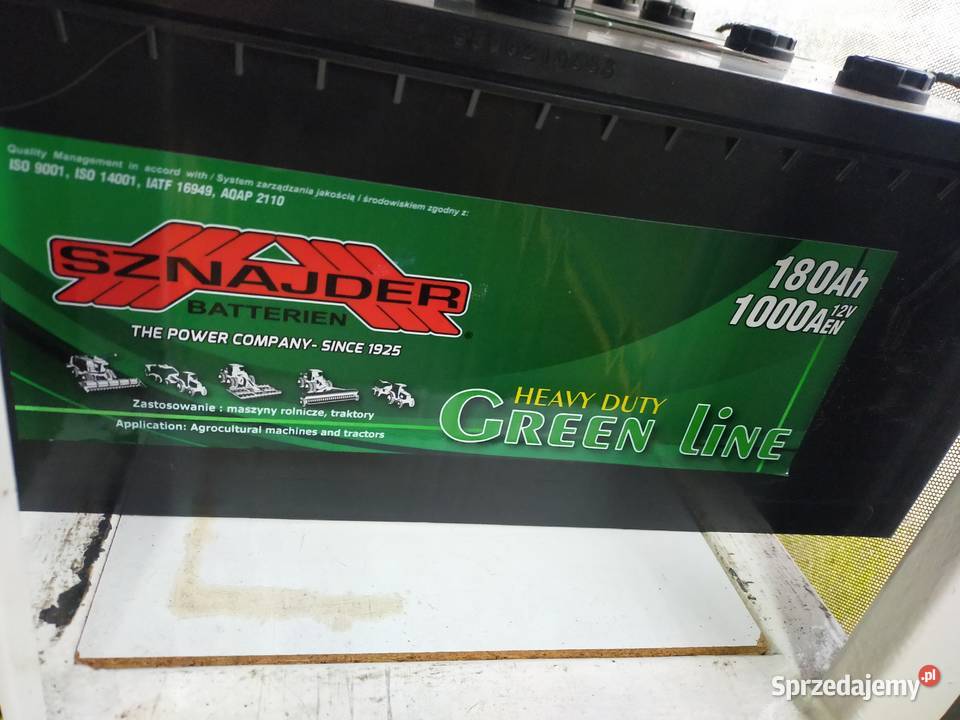 Quality Management in accord with / System zarządzania jakością i środowiskiem zgodny z:
ISO 9001, ISO 14001, IATF 16949, AQAP 2110
SZNAJDER
BATTERIEN
®
THE POWER COMPANY- SINCE 1925
180Ah
12V
1000AEN
Zastosowanie : maszyny rolnicze, traktory
Application: Agrocultural machines and tractors
HEAVY DUTY
GREEN LINE
Sprzedajemy.pl